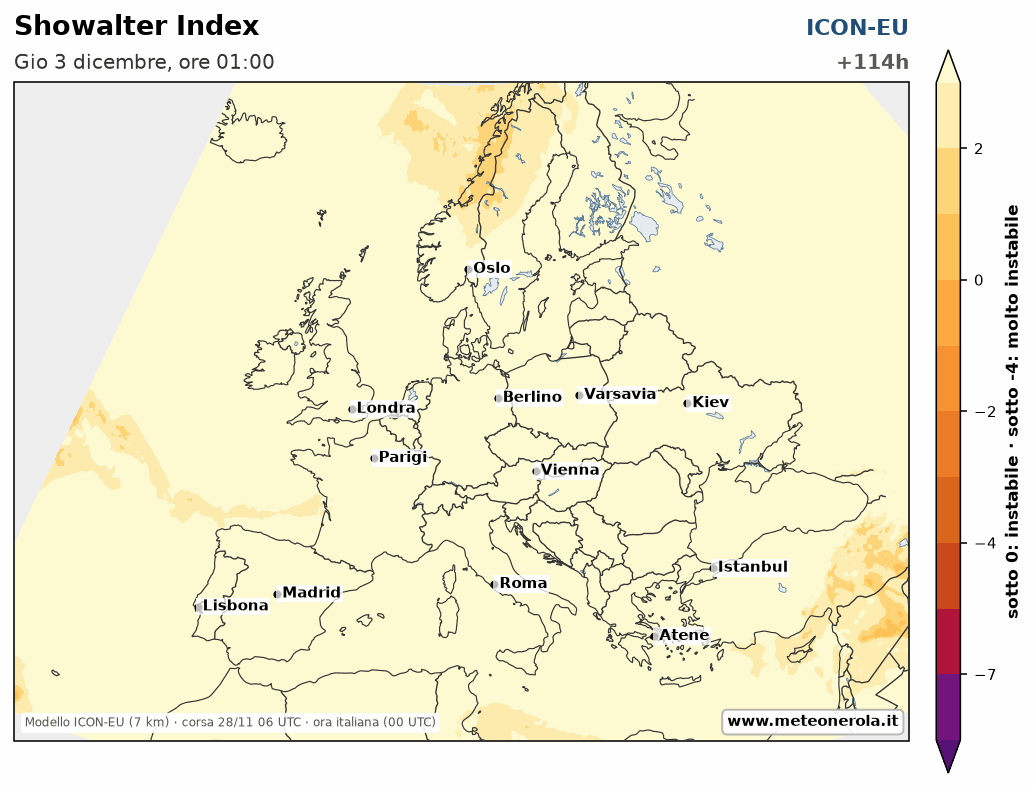 Showalter Index
ICON-EU
Gio 3 dicembre, ore 01:00
+114h
2
0
−2
−4
−7
sotto 0: instabile · sotto -4: molto instabile
Oslo
Londra
Berlino
Varsavia
Kiev
Parigi
Vienna
Istanbul
Roma
Madrid
Lisbona
Atene
Modello ICON-EU (7 km) · corsa 28/11 06 UTC · ora italiana (00 UTC)
www.meteonerola.it